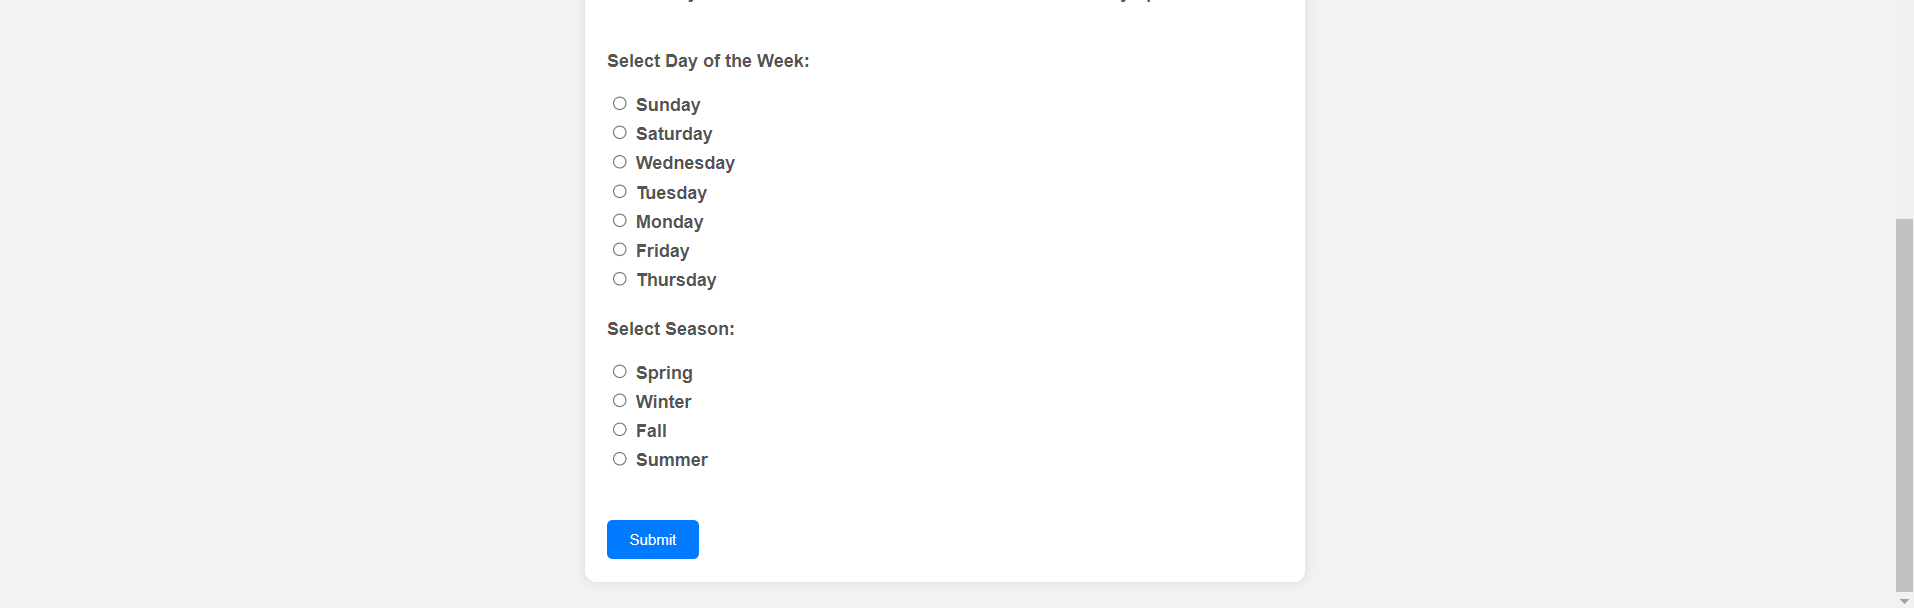 Select Day of the Week:
Sunday
Saturday
Wednesday
Tuesday
Monday
Friday
Thursday
Select Season:
Spring
Winter
Fall
Summer
Submit